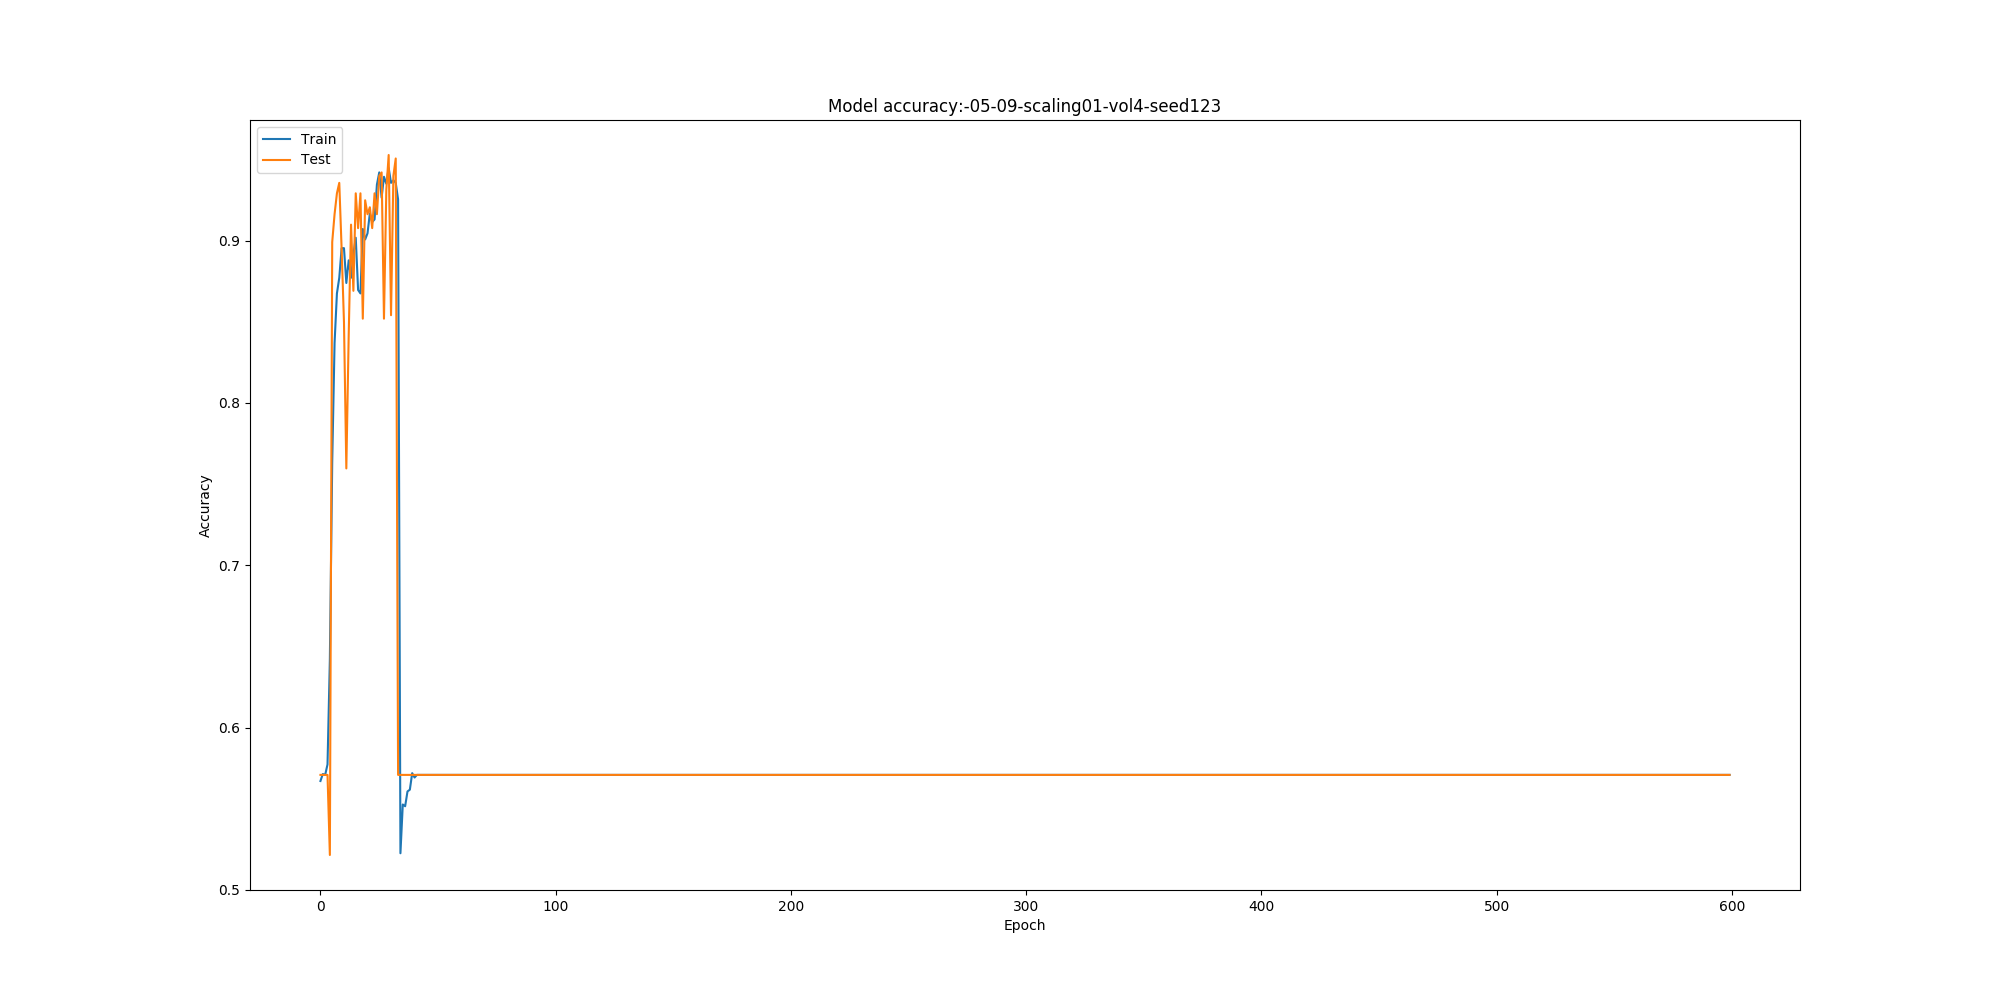 Model accuracy:-05-09-scaling01-vol4-seed123
Train
Test
0.9
0.8
0.7
0.6
0.5
Accuracy
0 100 200 300 400 500 600
Epoch